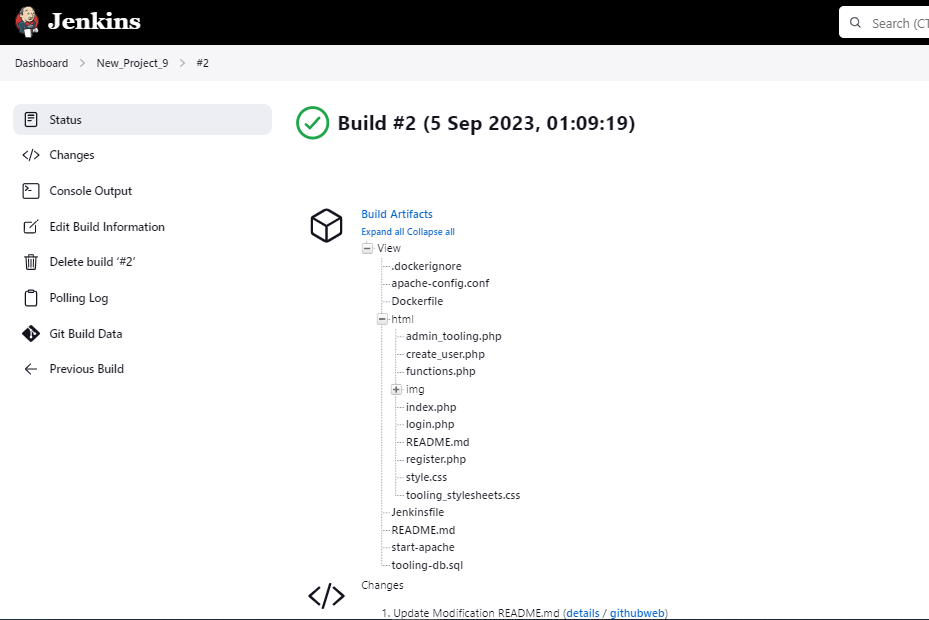 Jenkins
Search (CT
Dashboard > New_Project_9 > #2
Status
Changes
Console Output
Edit Build Information
Delete build ‘#2’
Polling Log
Git Build Data
Previous Build
Build #2 (5 Sep 2023, 01:09:19)
Build Artifacts
Expand all Collapse all
View
.dockerignore
apache-config.conf
Dockerfile
html
admin_tooling.php
create_user.php
functions.php
img
index.php
login.php
README.md
register.php
style.css
tooling_stylesheets.css
Jenkinsfile
README.md
start-apache
tooling-db.sql
Changes
1. Update Modification README.md (details / githubweb)